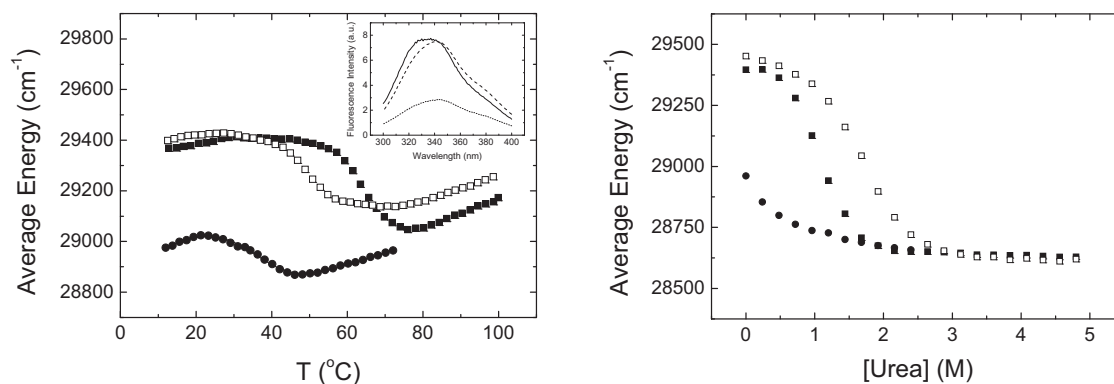 29800
29600
29400
29200
29000
28800
0 20 40 60 80 100
Average Energy (cm⁻¹)
T (°C)
8
6
4
2
0
300 320 340 360 380 400
Fluorescence Intensity (a.u.)
Wavelength (nm)
29500
29250
29000
28750
28500
0 1 2 3 4 5
Average Energy (cm⁻¹)
[Urea] (M)